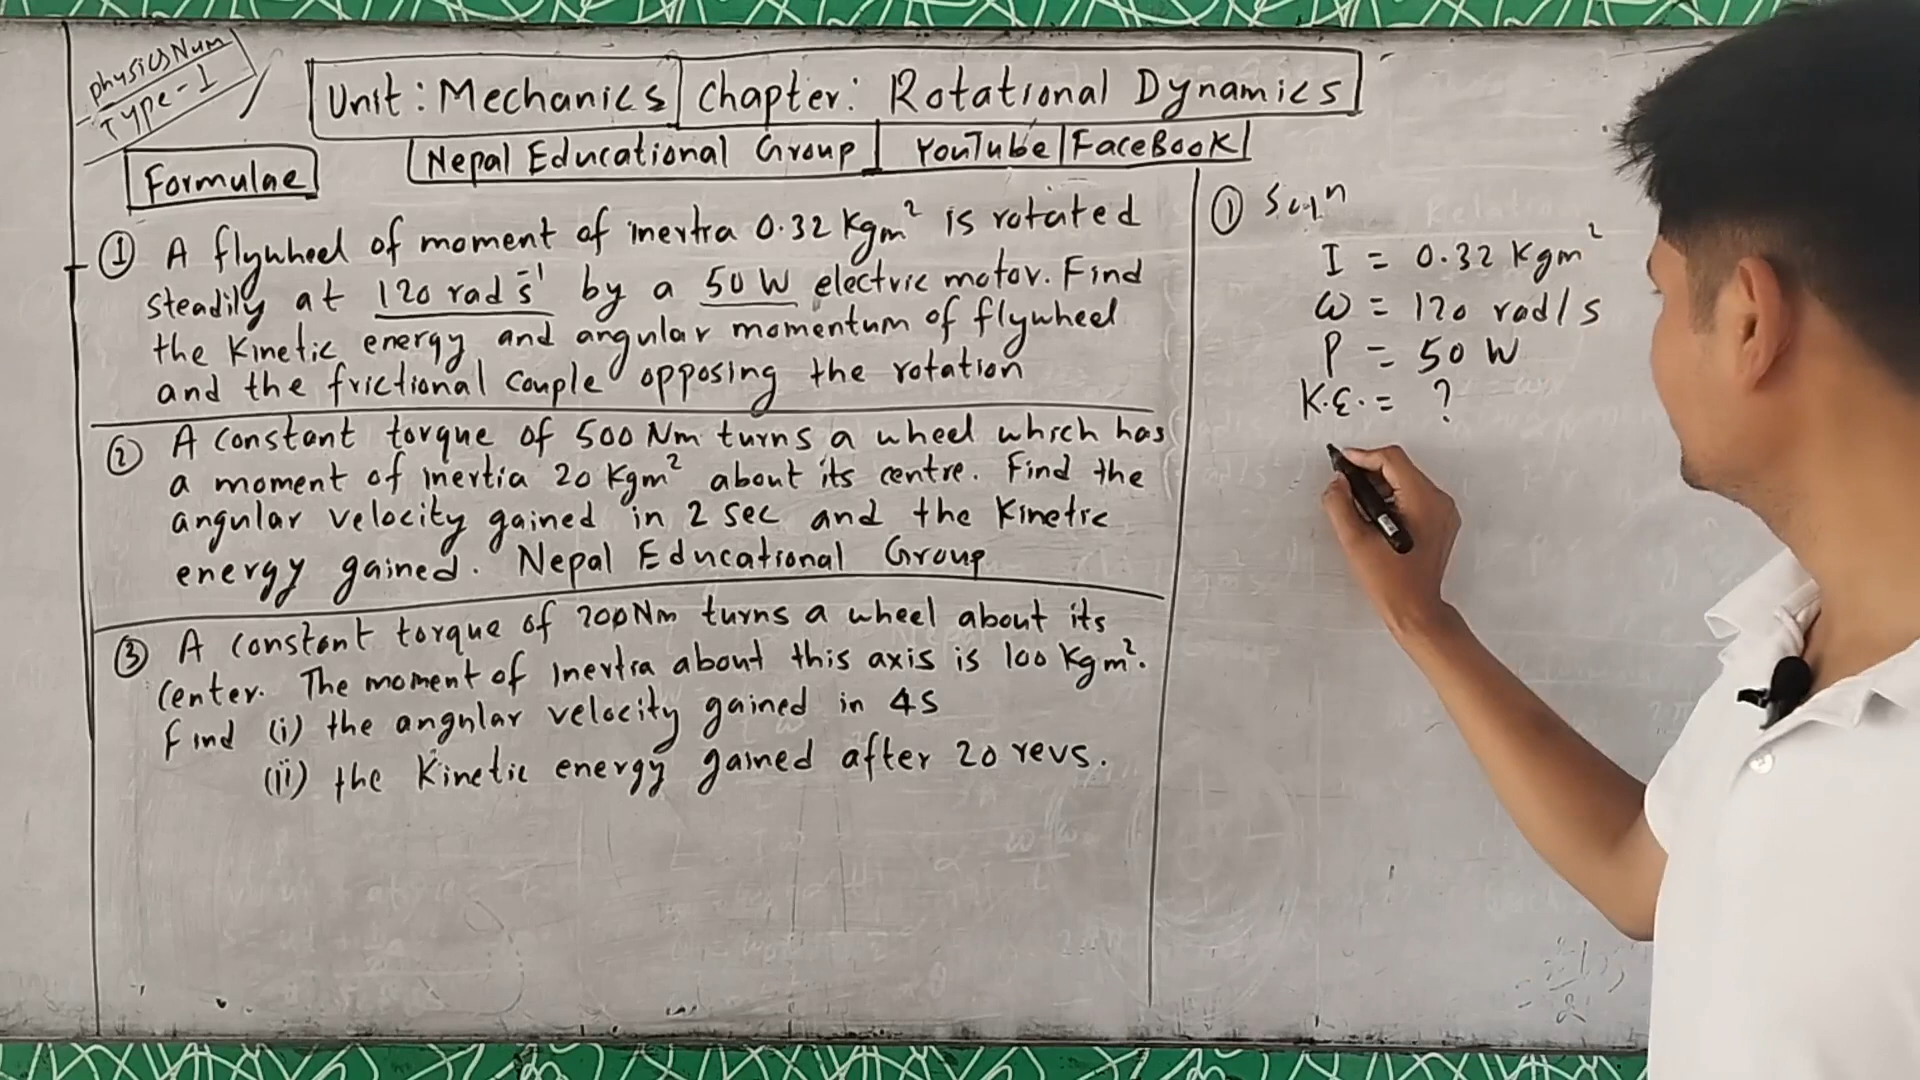 physics Num
Type-I
Unit: Mechanics
Chapter: Rotational Dynamics
Nepal Educational Group
YouTube FaceBook
Formulae
① A flywheel of moment of inertia 0.32 Kgm² is rotated
steadily at 120 rad s⁻¹ by a 50 W electric motor. Find
the Kinetic energy and angular momentum of flywheel
and the frictional couple opposing the rotation
② A constant torque of 500 Nm turns a wheel which has
a moment of inertia 20 Kgm² about its centre. Find the
angular velocity gained in 2 sec and the Kinetic
energy gained. Nepal Educational Group
③ A constant torque of 200Nm turns a wheel about its
center. The moment of Inertia about this axis is 100 Kgm².
find (i) the angular velocity gained in 4s
(ii) the Kinetic energy gained after 20 revs.
① Soln
I = 0.32 Kgm²
ω = 120 rad/s
P = 50 W
K.E. = ?